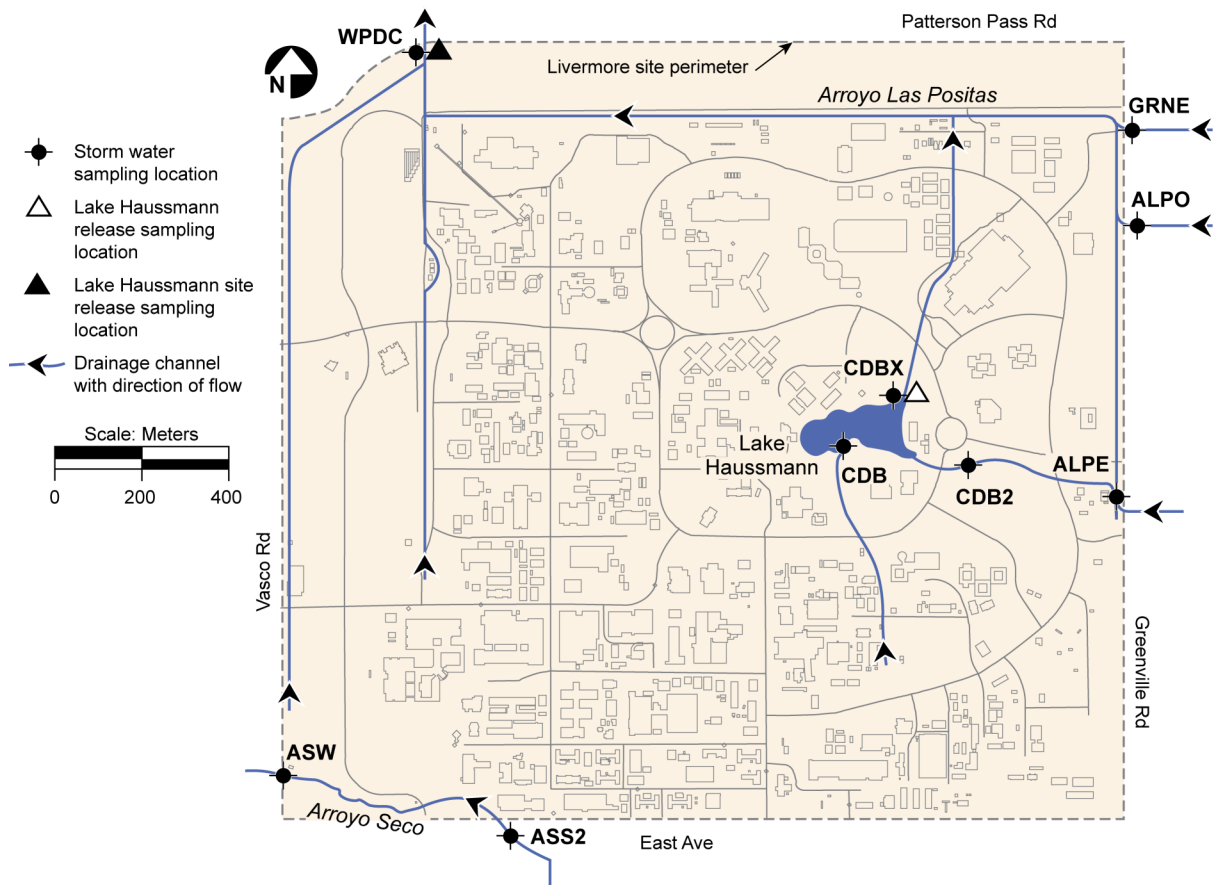 Patterson Pass Rd
WPDC
Livermore site perimeter
N
Arroyo Las Positas
GRNE
Storm water
sampling location
ALPO
Lake Haussmann
release sampling
location
Lake Haussmann site
release sampling
location
Drainage channel
with direction of flow
CDBX
Scale: Meters
0 200 400
Lake
Haussmann
CDB
CDB2
ALPE
Vasco Rd
Greenville Rd
ASW
Arroyo Seco
ASS2
East Ave